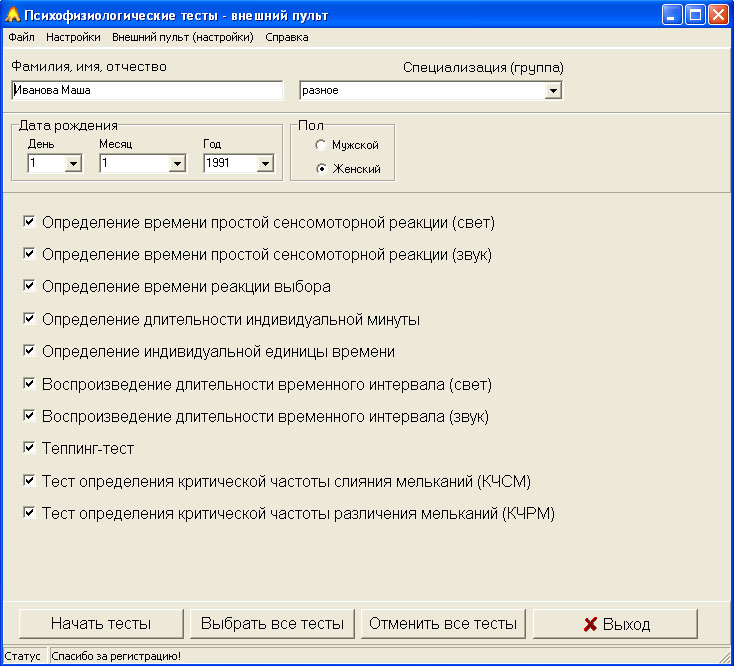 Психофизиологические тесты - внешний пульт
Файл Настройки Внешний пульт (настройки) Справка
Фамилия, имя, отчество Специализация (группа)
Иванова Маша разное
Дата рождения Пол
День Месяц Год Мужской
1 1 1991 Женский
Определение времени простой сенсомоторной реакции (свет)
Определение времени простой сенсомоторной реакции (звук)
Определение времени реакции выбора
Определение длительности индивидуальной минуты
Определение индивидуальной единицы времени
Воспроизведение длительности временного интервала (свет)
Воспроизведение длительности временного интервала (звук)
Теппинг-тест
Тест определения критической частоты слияния мельканий (КЧСМ)
Тест определения критической частоты различения мельканий (КЧРМ)
Начать тесты Выбрать все тесты Отменить все тесты Выход
Статус Спасибо за регистрацию!